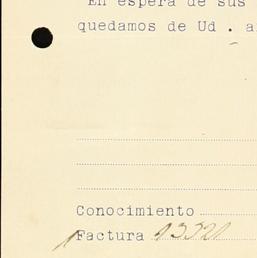 En espera de sus
quedamos de Ud . a
Conocimiento
Factura 13321